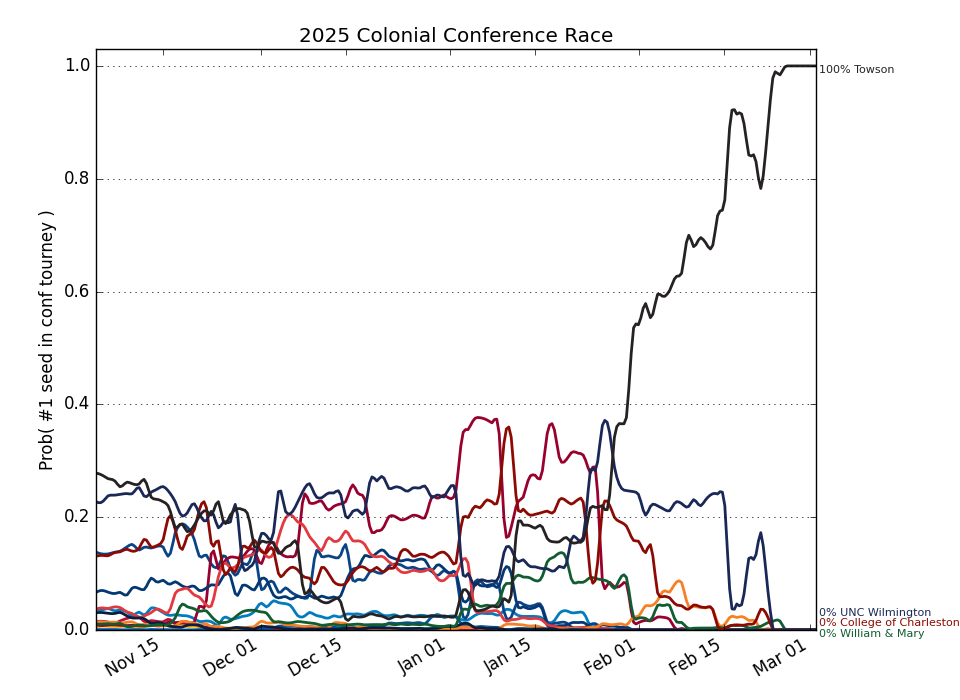 2025 Colonial Conference Race
Prob( #1 seed in conf tourney )
1.0
0.8
0.6
0.4
0.2
0.0
100% Towson
0% UNC Wilmington
0% College of Charleston
0% William & Mary
Nov 15
Dec 01
Dec 15
Jan 01
Jan 15
Feb 01
Feb 15
Mar 01